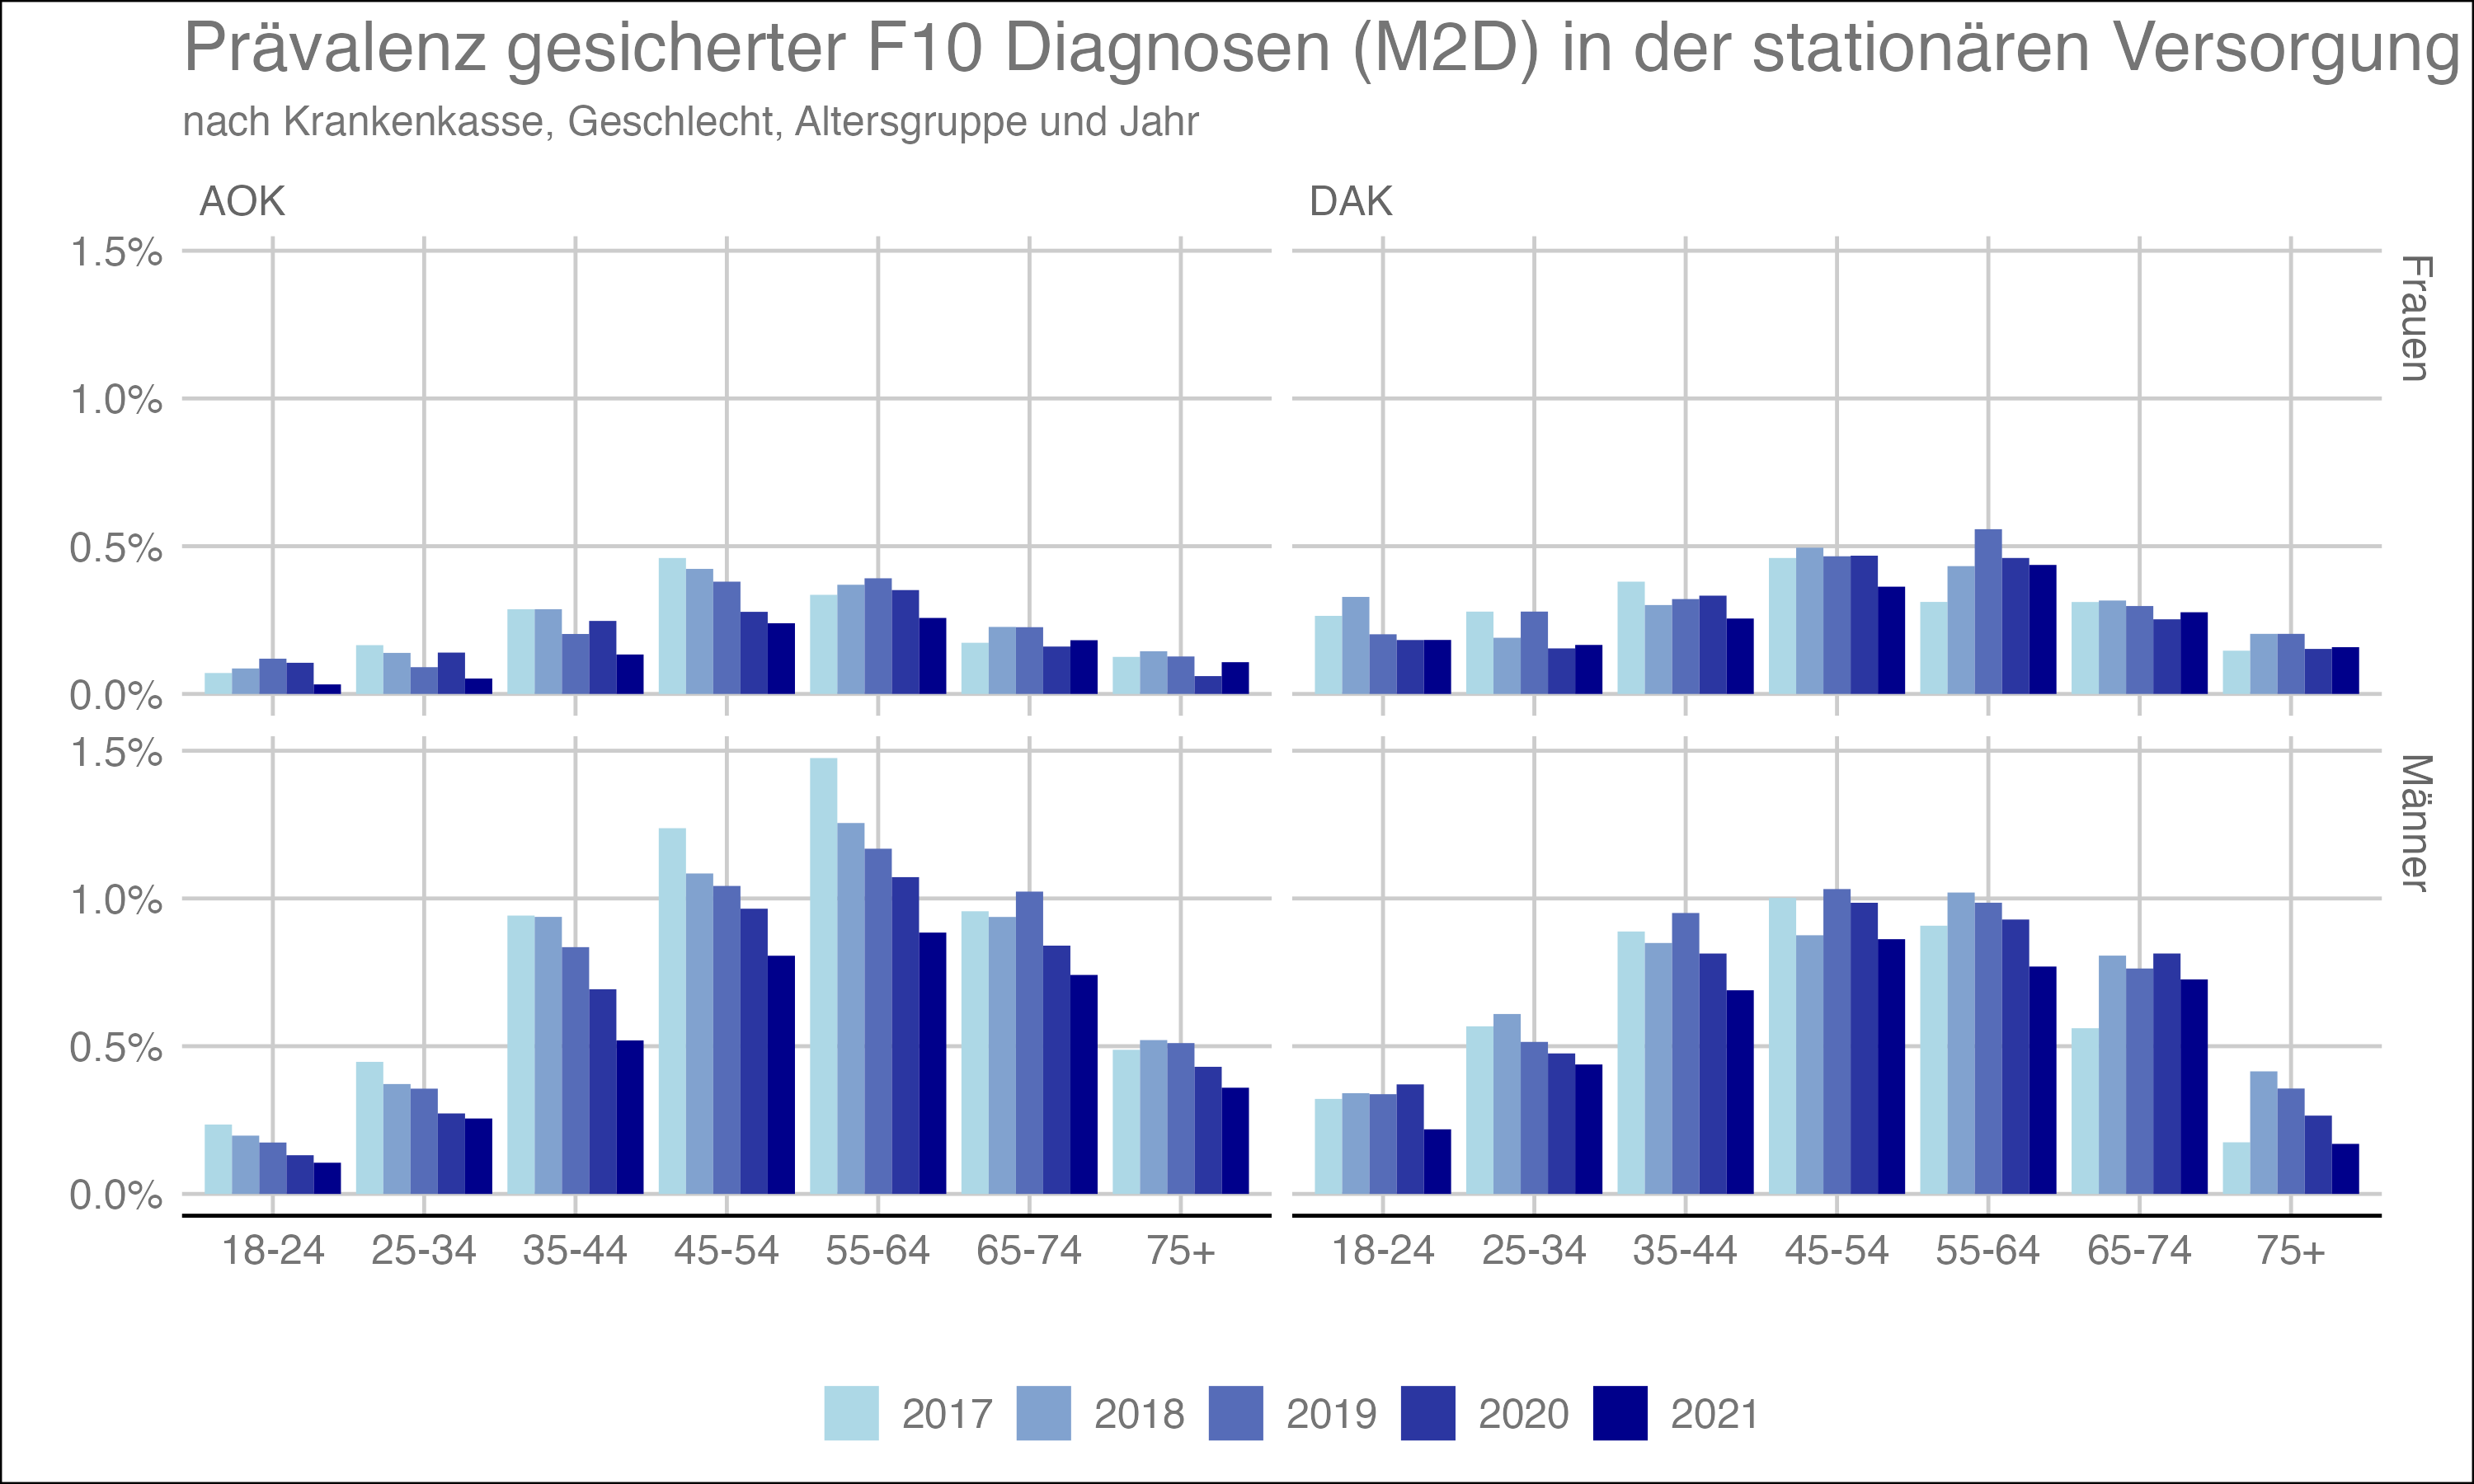 Prävalenz gesicherter F10 Diagnosen (M2D) in der stationären Versorgung
nach Krankenkasse, Geschlecht, Altersgruppe und Jahr
AOK
DAK
1.5%
1.0%
0.5%
0.0%
Frauen
1.5%
1.0%
0.5%
0.0%
Männer
18-24 25-34 35-44 45-54 55-64 65-74 75+
18-24 25-34 35-44 45-54 55-64 65-74 75+
2017 2018 2019 2020 2021